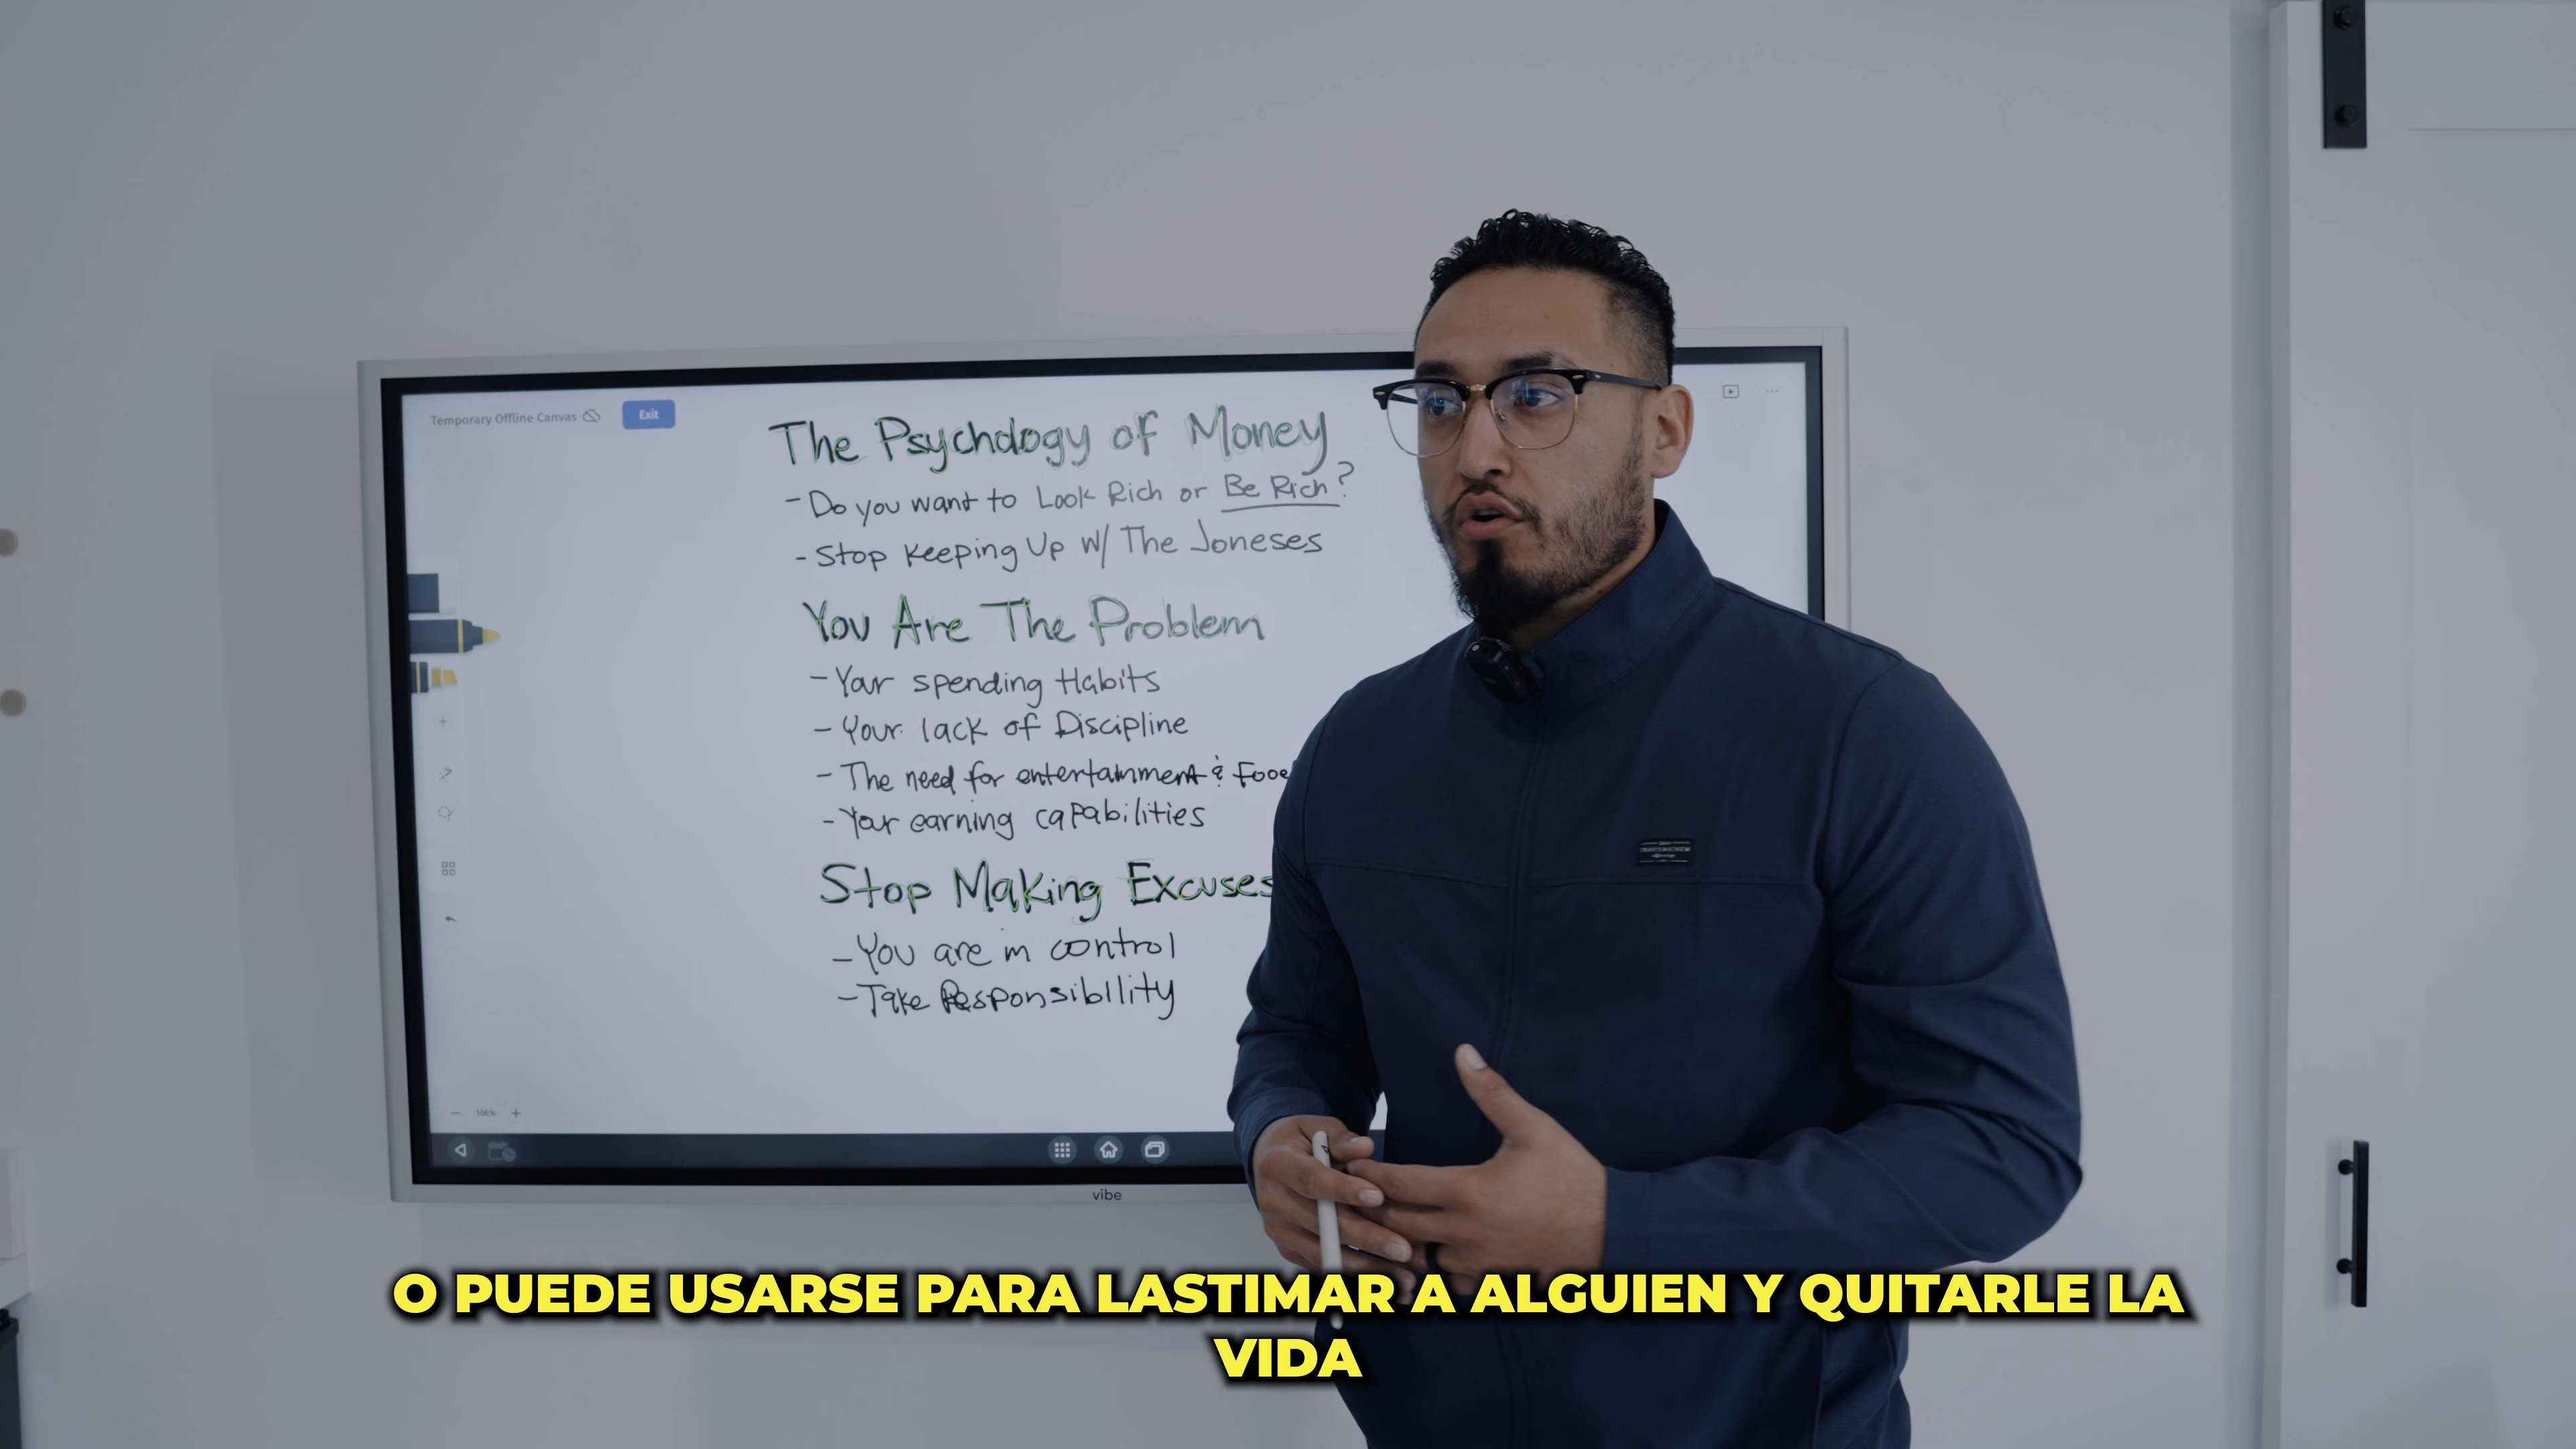 Temporary Offline Canvas
Exit
The Psychology of Money
- Do you want to Look Rich or Be Rich?
- Stop Keeping Up w/ The Joneses
You Are The Problem
- Your spending Habits
- Your lack of Discipline
- The need for entertainment &
- Your earning capabilities
Stop Making Excuses
- You are in control
- Take Responsibility
106%
vibe
TRAVISMATHEW
O PUEDE USARSE PARA LASTIMAR A ALGUIEN Y QUITARLE LA
VIDA